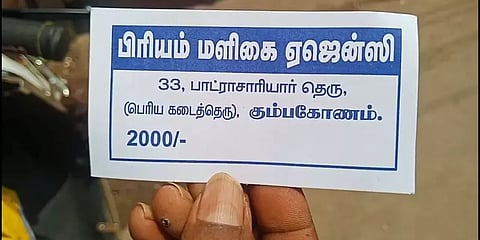 பிரியம் மளிகை ஏஜென்ஸி
33, பாட்ராசாரியார் தெரு,
(பெரிய கடைத்தெரு), கும்பகோணம்.
2000/-